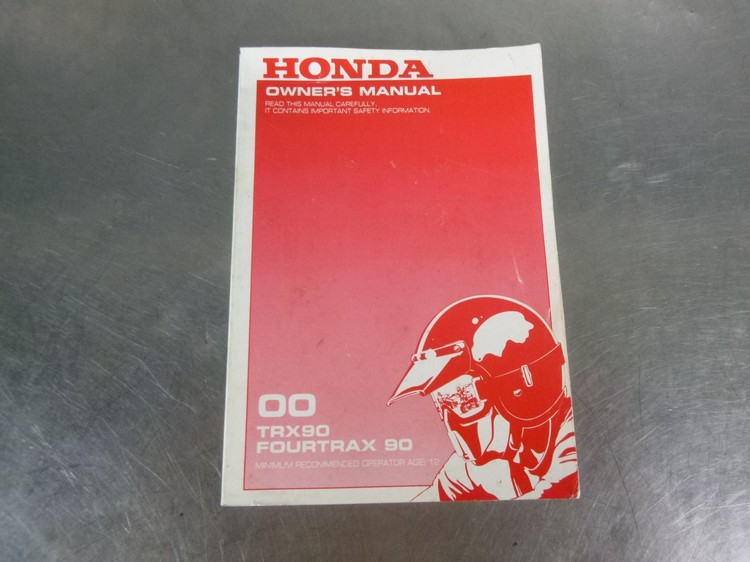 HONDA
OWNER'S MANUAL
READ THIS MANUAL CAREFULLY.
IT CONTAINS IMPORTANT SAFETY INFORMATION.
00
TRX90
FOURTRAX 90
MINIMUM RECOMMENDED OPERATOR AGE: 12